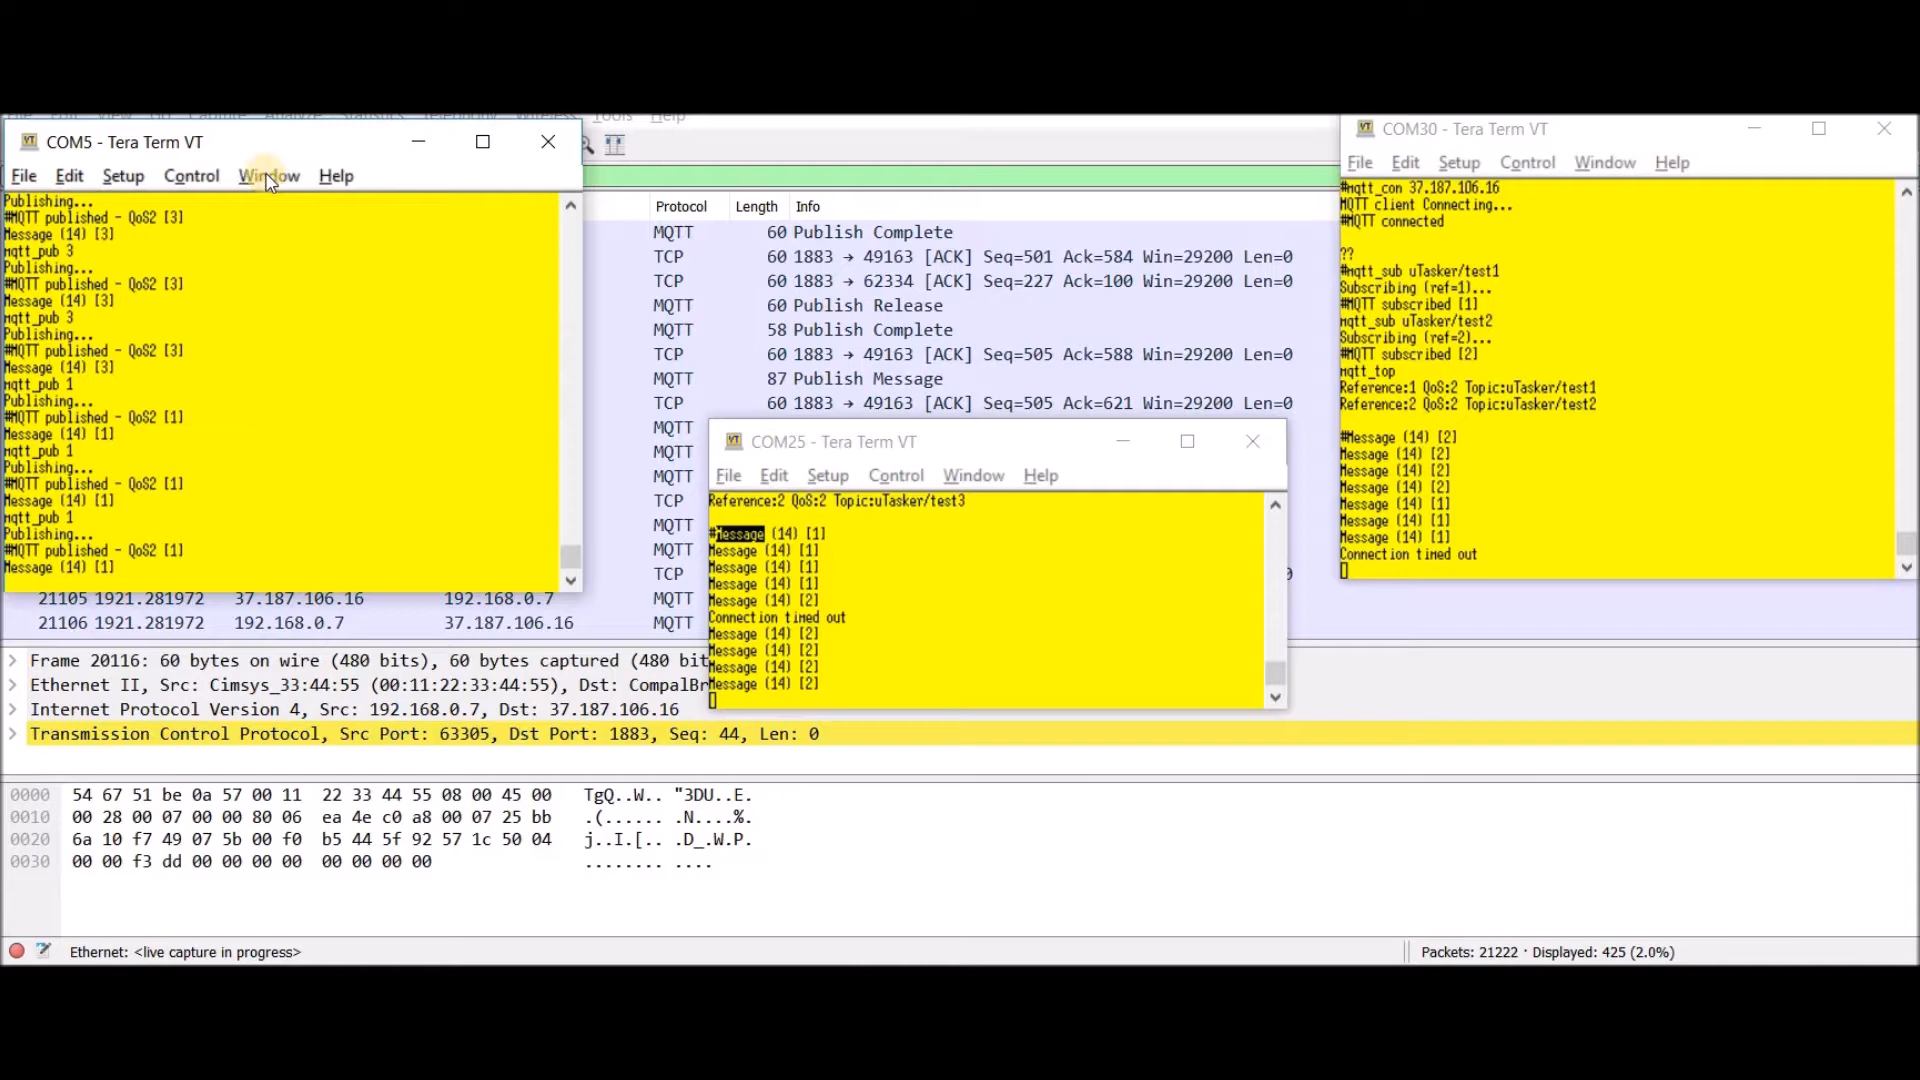 COM5 - Tera Term VT
File Edit Setup Control Window Help
Publishing...
#MQTT published - QoS2 [3]
Message (14) [3]
mqtt_pub 3
Publishing...
#MQTT published - QoS2 [3]
Message (14) [3]
mqtt_pub 3
Publishing...
#MQTT published - QoS2 [3]
Message (14) [3]
mqtt_pub 1
Publishing...
#MQTT published - QoS2 [1]
Message (14) [1]
mqtt_pub 1
Publishing...
#MQTT published - QoS2 [1]
Message (14) [1]
mqtt_pub 1
Publishing...
#MQTT published - QoS2 [1]
Message (14) [1]
Tools Help
Protocol Length Info
MQTT 60 Publish Complete
TCP 60 1883 → 49163 [ACK] Seq=501 Ack=584 Win=29200 Len=0
TCP 60 1883 → 62334 [ACK] Seq=227 Ack=100 Win=29200 Len=0
MQTT 60 Publish Release
MQTT 58 Publish Complete
TCP 60 1883 → 49163 [ACK] Seq=505 Ack=588 Win=29200 Len=0
MQTT 87 Publish Message
TCP 60 1883 → 49163 [ACK] Seq=505 Ack=621 Win=29200 Len=0
MQTT
MQTT
MQTT
TCP
MQTT
MQTT
TCP
21105 1921.281972 37.187.106.16 192.168.0.7 MQTT
21106 1921.281972 192.168.0.7 37.187.106.16 MQTT
COM25 - Tera Term VT
File Edit Setup Control Window Help
Reference:2 QoS:2 Topic:uTasker/test3
#Message (14) [1]
Message (14) [1]
Message (14) [1]
Message (14) [1]
Message (14) [2]
Connection timed out
Message (14) [2]
Message (14) [2]
Message (14) [2]
Message (14) [2]
COM30 - Tera Term VT
File Edit Setup Control Window Help
#mqtt_con 37.187.106.16
MQTT client Connecting...
#MQTT connected
??
#mqtt_sub uTasker/test1
Subscribing (ref=1)...
#MQTT subscribed [1]
mqtt_sub uTasker/test2
Subscribing (ref=2)...
#MQTT subscribed [2]
mqtt_top
Reference:1 QoS:2 Topic:uTasker/test1
Reference:2 QoS:2 Topic:uTasker/test2
#Message (14) [2]
Message (14) [2]
Message (14) [2]
Message (14) [2]
Message (14) [1]
Message (14) [1]
Message (14) [1]
Connection timed out
Frame 20116: 60 bytes on wire (480 bits), 60 bytes captured (480 bit
Ethernet II, Src: Cimsys_33:44:55 (00:11:22:33:44:55), Dst: CompalBr
Internet Protocol Version 4, Src: 192.168.0.7, Dst: 37.187.106.16
Transmission Control Protocol, Src Port: 63305, Dst Port: 1883, Seq: 44, Len: 0
0000 54 67 51 be 0a 57 00 11 22 33 44 55 08 00 45 00 TgQ..W.. "3DU..E.
0010 00 28 00 07 00 00 80 06 ea 4e c0 a8 00 07 25 bb .(...... .N....%.
0020 6a 10 f7 49 07 5b 00 f0 b5 44 5f 92 57 1c 50 04 j..I.[.. .D_.W.P.
0030 00 00 f3 dd 00 00 00 00 00 00 00 00 ........ ....
Ethernet: <live capture in progress>
Packets: 21222 · Displayed: 425 (2.0%)